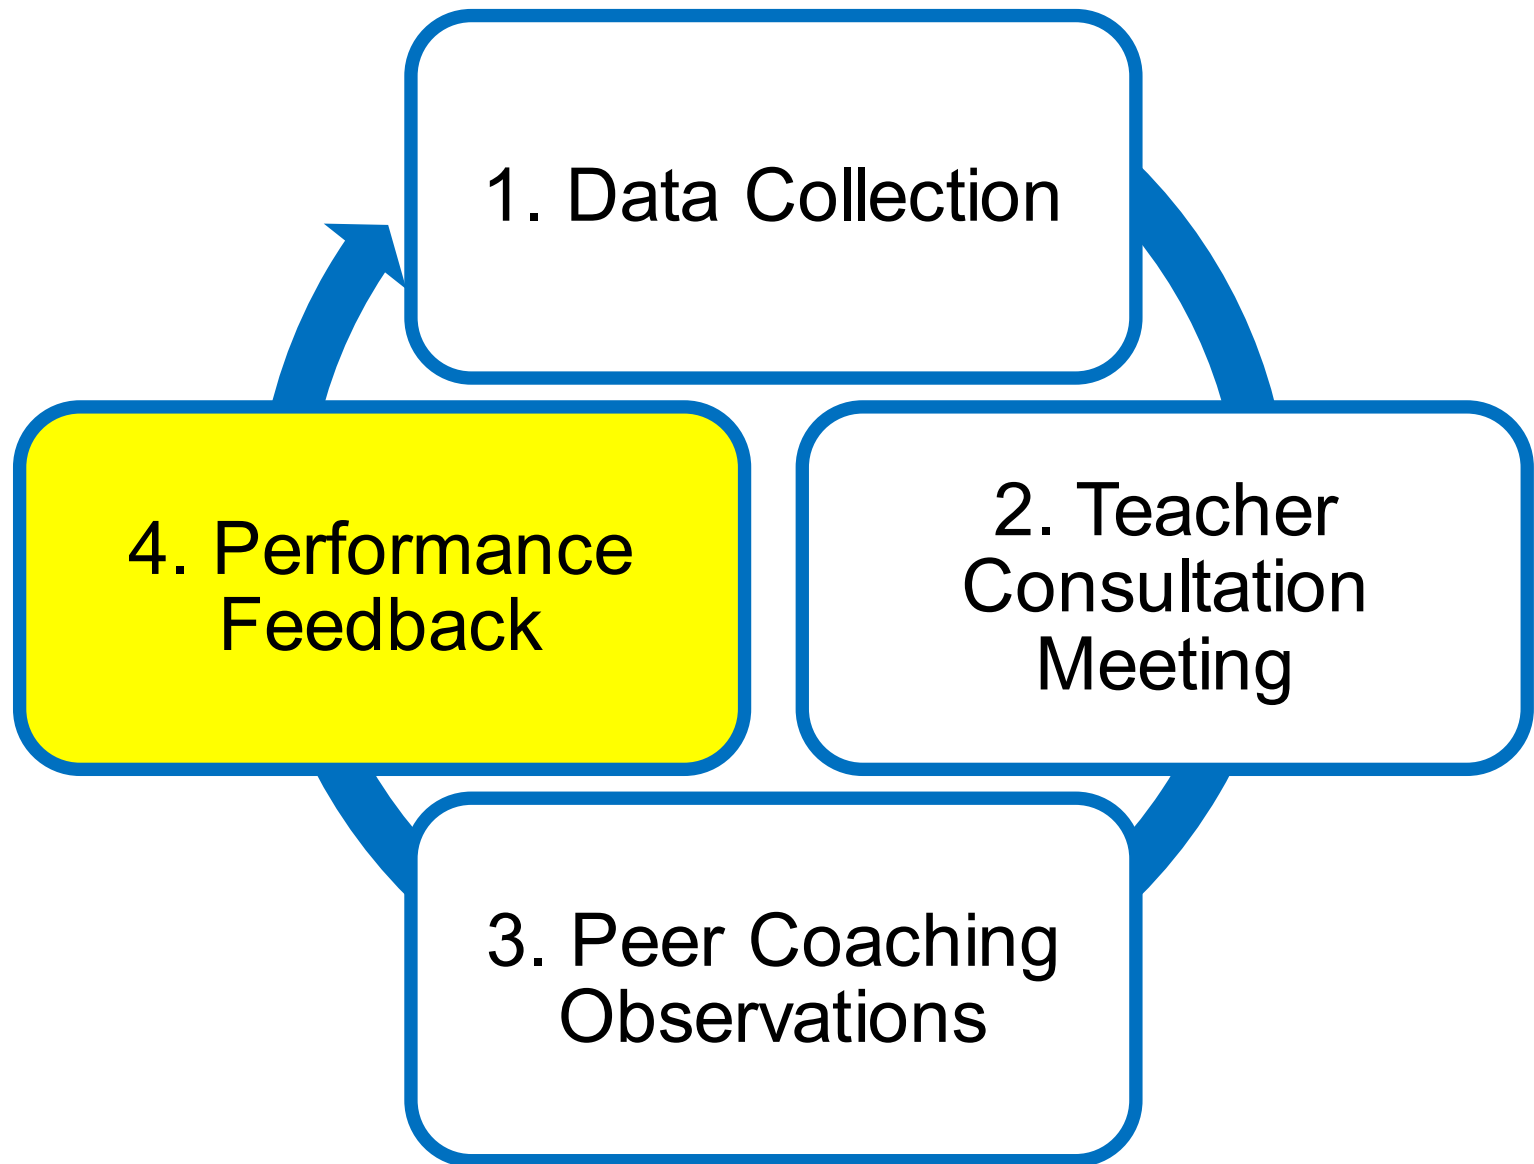 1. Data Collection
2. Teacher
Consultation
Meeting
3. Peer Coaching
Observations
4. Performance
Feedback